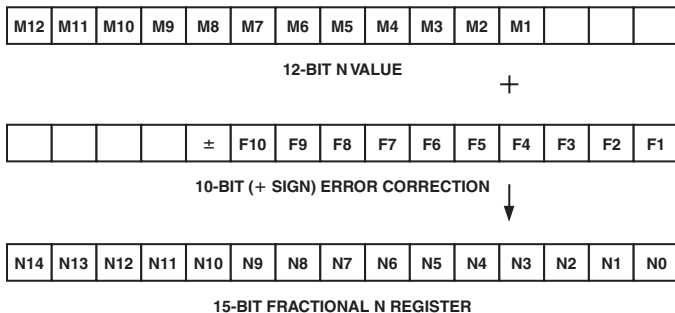 M12 M11 M10 M9 M8 M7 M6 M5 M4 M3 M2 M1
12-BIT N VALUE
+
± F10 F9 F8 F7 F6 F5 F4 F3 F2 F1
10-BIT (+ SIGN) ERROR CORRECTION
N14 N13 N12 N11 N10 N9 N8 N7 N6 N5 N4 N3 N2 N1 N0
15-BIT FRACTIONAL N REGISTER